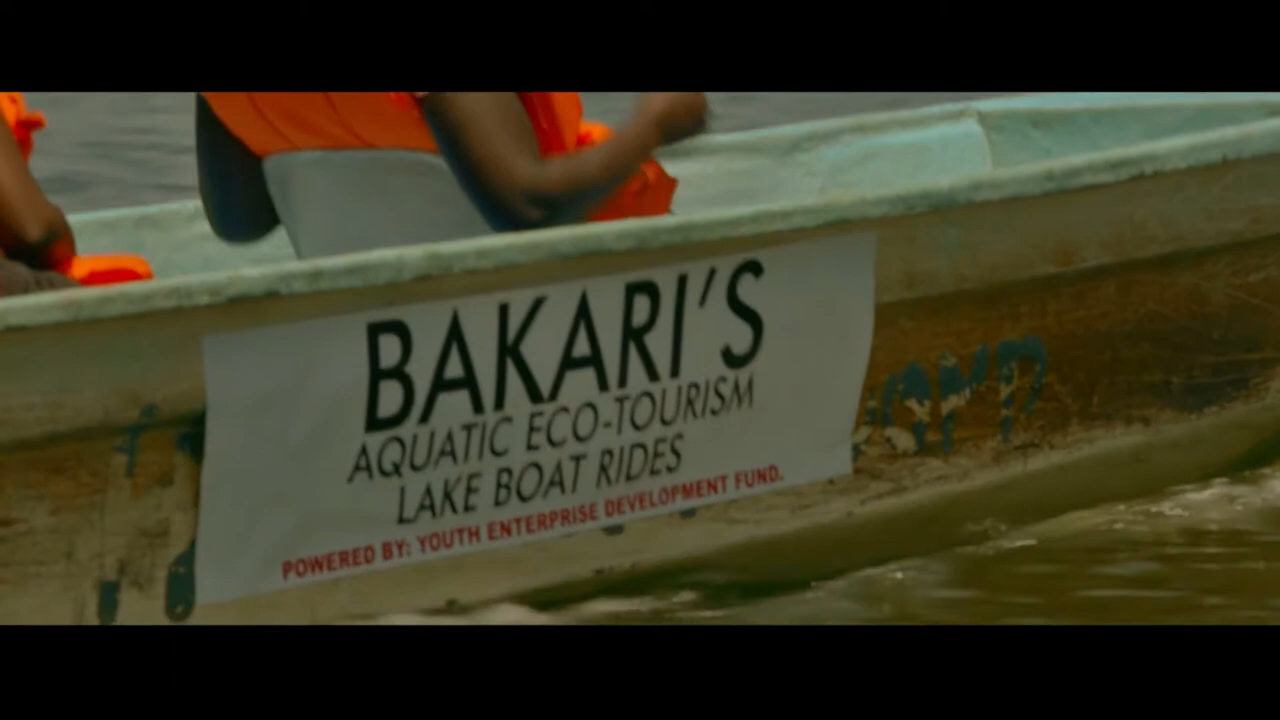 BAKARI'S
AQUATIC ECO-TOURISM
LAKE BOAT RIDES
POWERED BY: YOUTH ENTERPRISE DEVELOPMENT FUND.